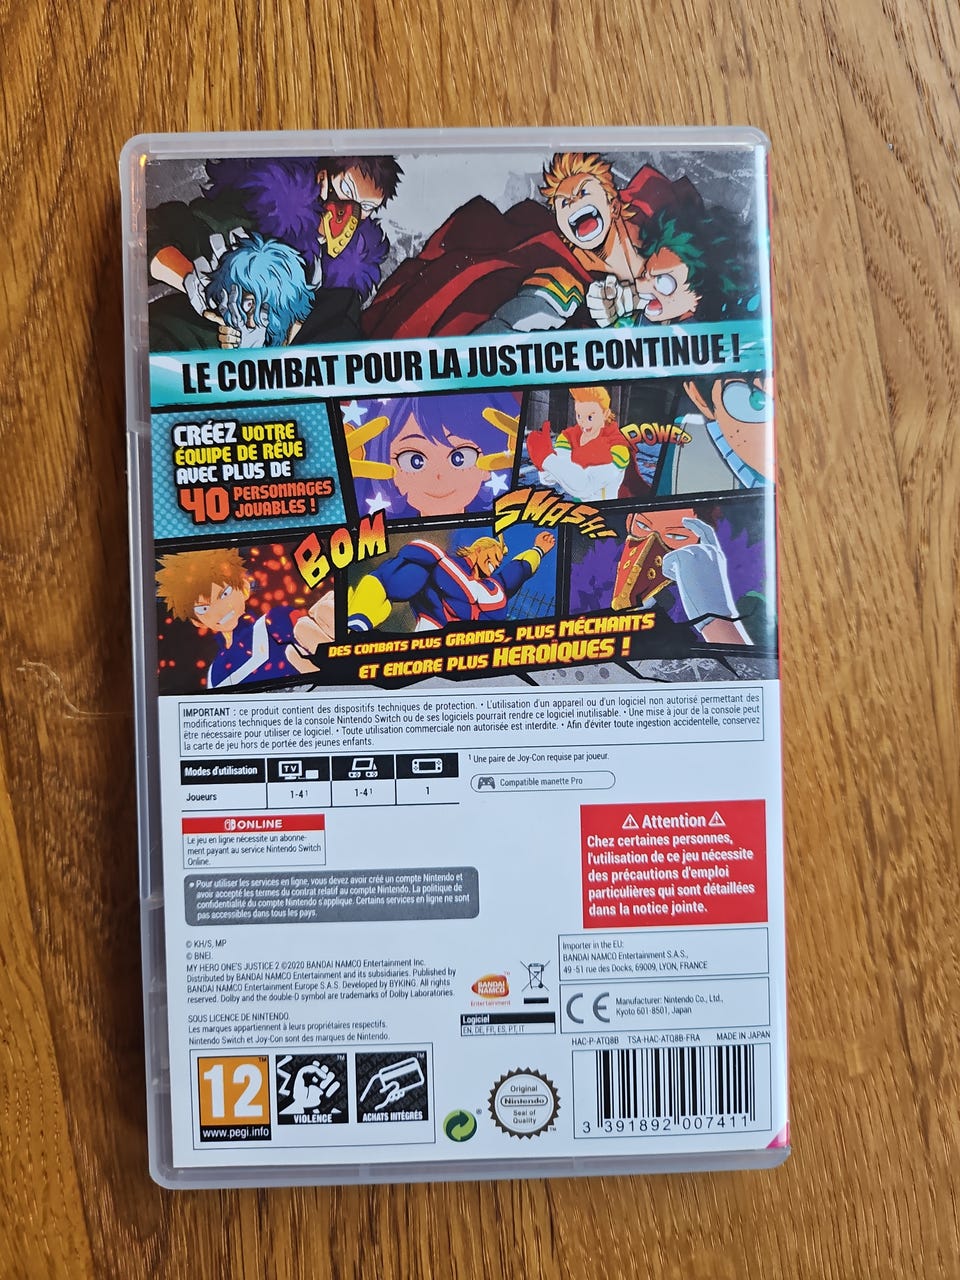 LE COMBAT POUR LA JUSTICE CONTINUE !
CRÉEZ VOTRE
ÉQUIPE DE RÊVE
AVEC PLUS DE
40 PERSONNAGES
JOUABLES !
POWER
SMASH!
BOM
DES COMBATS PLUS GRANDS, PLUS MÉCHANTS
ET ENCORE PLUS HEROÏQUES !
IMPORTANT : ce produit contient des dispositifs techniques de protection. • L'utilisation d'un appareil ou d'un logiciel non autorisé permettant des
modifications techniques de la console Nintendo Switch ou de ses logiciels pourrait rendre ce logiciel inutilisable. • Une mise à jour de la console peut
être nécessaire pour utiliser ce logiciel. • Toute utilisation commerciale non autorisée est interdite. • Afin d'éviter toute ingestion accidentelle, conservez
la carte de jeu hors de portée des jeunes enfants.
Modes d'utilisation TV
Joueurs 1-4¹ 1-4¹ 1
¹ Une paire de Joy-Con requise par joueur.
Compatible manette Pro
ONLINE
Le jeu en ligne nécessite un abonne-
ment payant au service Nintendo Switch
Online.
• Pour utiliser les services en ligne, vous devez avoir créé un compte Nintendo et
avoir accepté les termes du contrat relatif au compte Nintendo. La politique de
confidentialité du compte Nintendo s'applique. Certains services en ligne ne sont
pas accessibles dans tous les pays.
⚠ Attention ⚠
Chez certaines personnes,
l'utilisation de ce jeu nécessite
des précautions d'emploi
particulières qui sont détaillées
dans la notice jointe.
© KH/S, MP
© BNEI.
MY HERO ONE'S JUSTICE 2 ©2020 BANDAI NAMCO Entertainment Inc.
Distributed by BANDAI NAMCO Entertainment and its subsidiaries. Published by
BANDAI NAMCO Entertainment Europe S.A.S. Developed by BYKING. All rights
reserved. Dolby and the double-D symbol are trademarks of Dolby Laboratories.
SOUS LICENCE DE NINTENDO.
Les marques appartiennent à leurs propriétaires respectifs.
Nintendo Switch et Joy-Con sont des marques de Nintendo.
BANDAI
NAMCO
Entertainment
Logiciel
EN, DE, FR, ES, PT, IT
Importer in the EU:
BANDAI NAMCO Entertainment S.A.S.,
49 -51 rue des Docks, 69009, LYON, FRANCE
CE Manufacturer: Nintendo Co., Ltd.,
Kyoto 601-8501, Japan
HAC-P-ATQ8B TSA-HAC-ATQ8B-FRA MADE IN JAPAN
12
www.pegi.info
VIOLENCE
ACHATS INTÉGRÉS
Original
Nintendo
Seal of
Quality
3 391892 007411